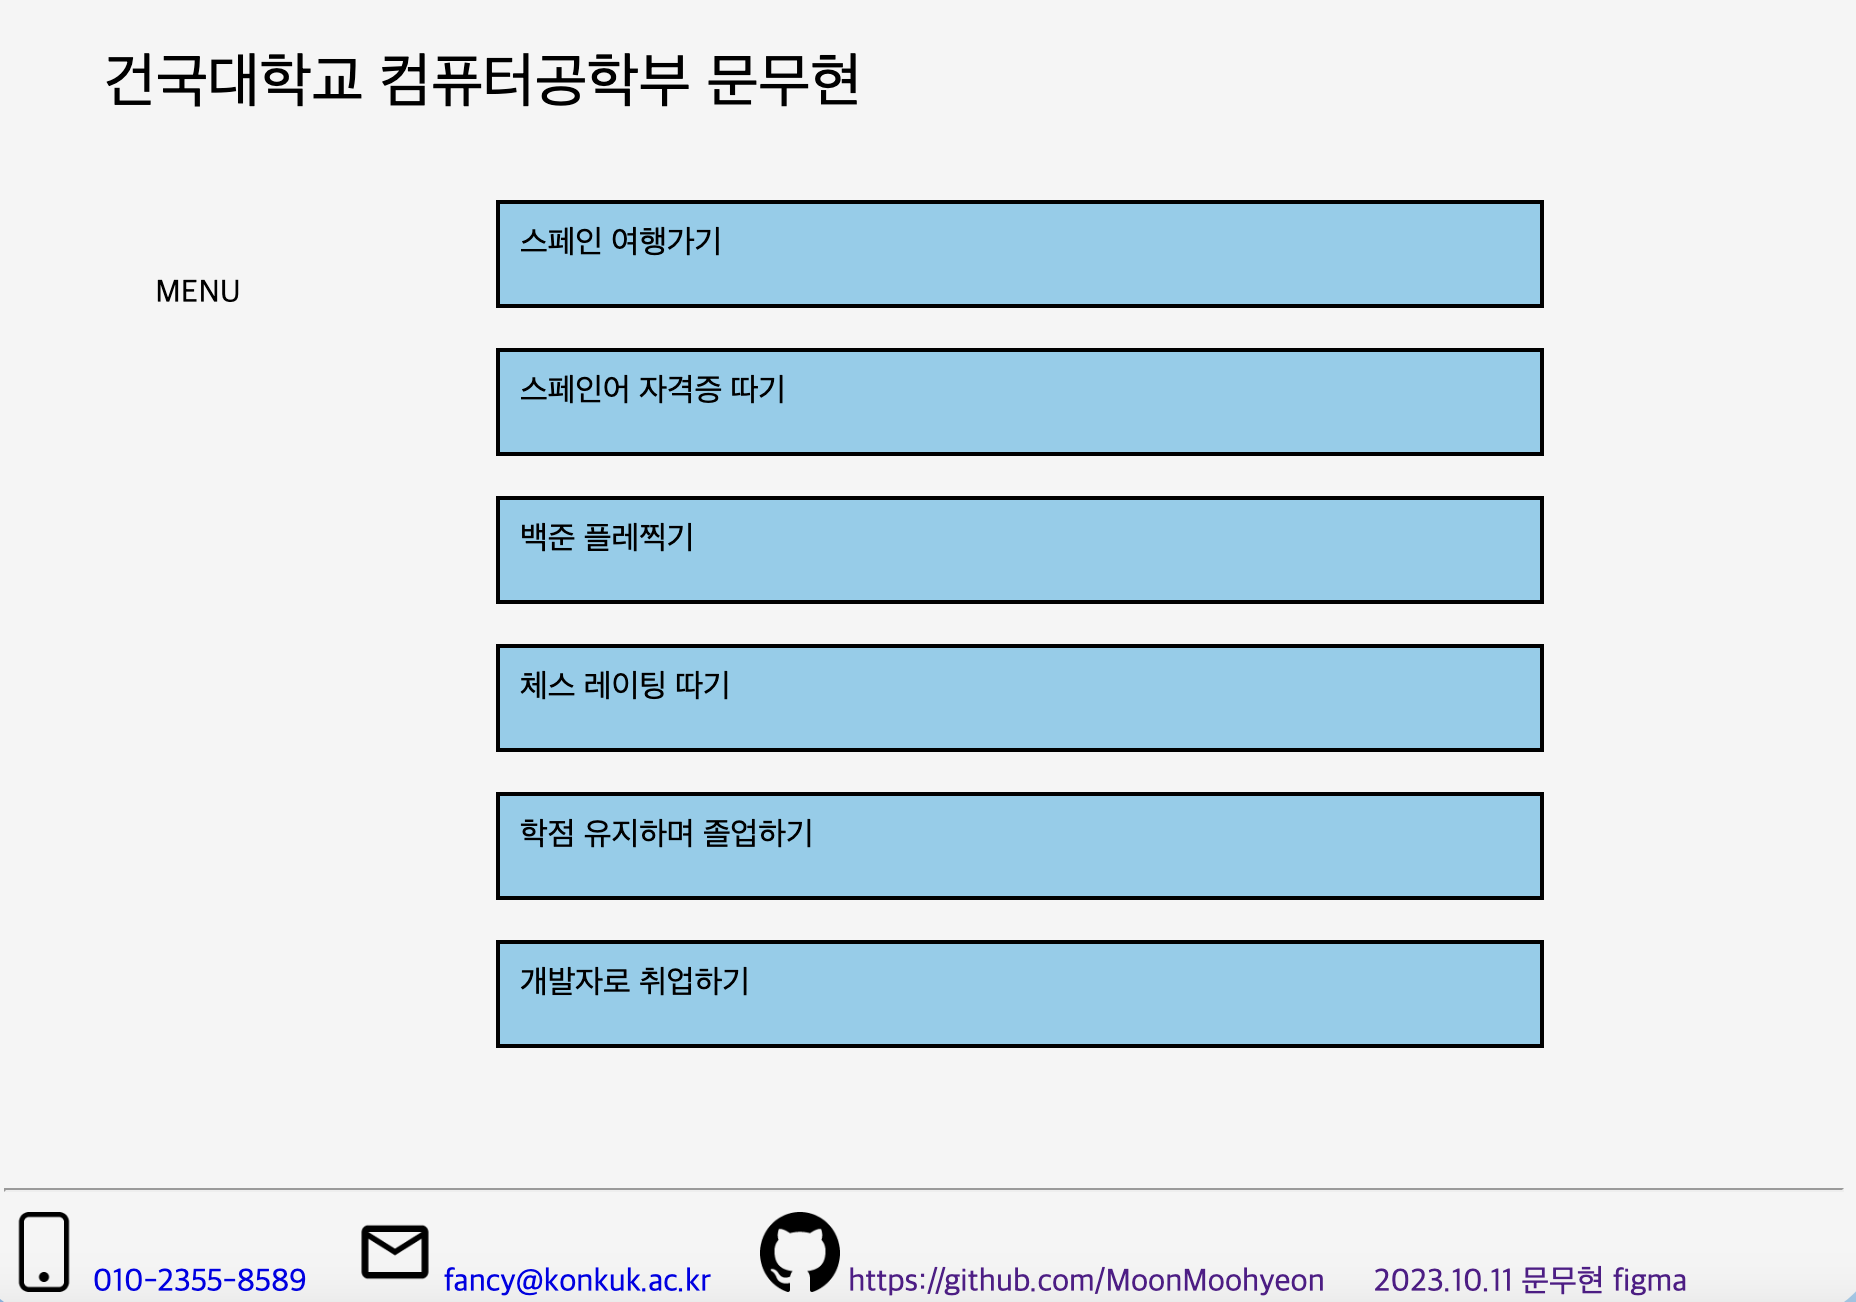 건국대학교 컴퓨터공학부 문무현
MENU
스페인 여행가기
스페인어 자격증 따기
백준 플레찍기
체스 레이팅 따기
학점 유지하며 졸업하기
개발자로 취업하기
010-2355-8589 fancy@konkuk.ac.kr https://github.com/MoonMoohyeon 2023.10.11 문무현 figma